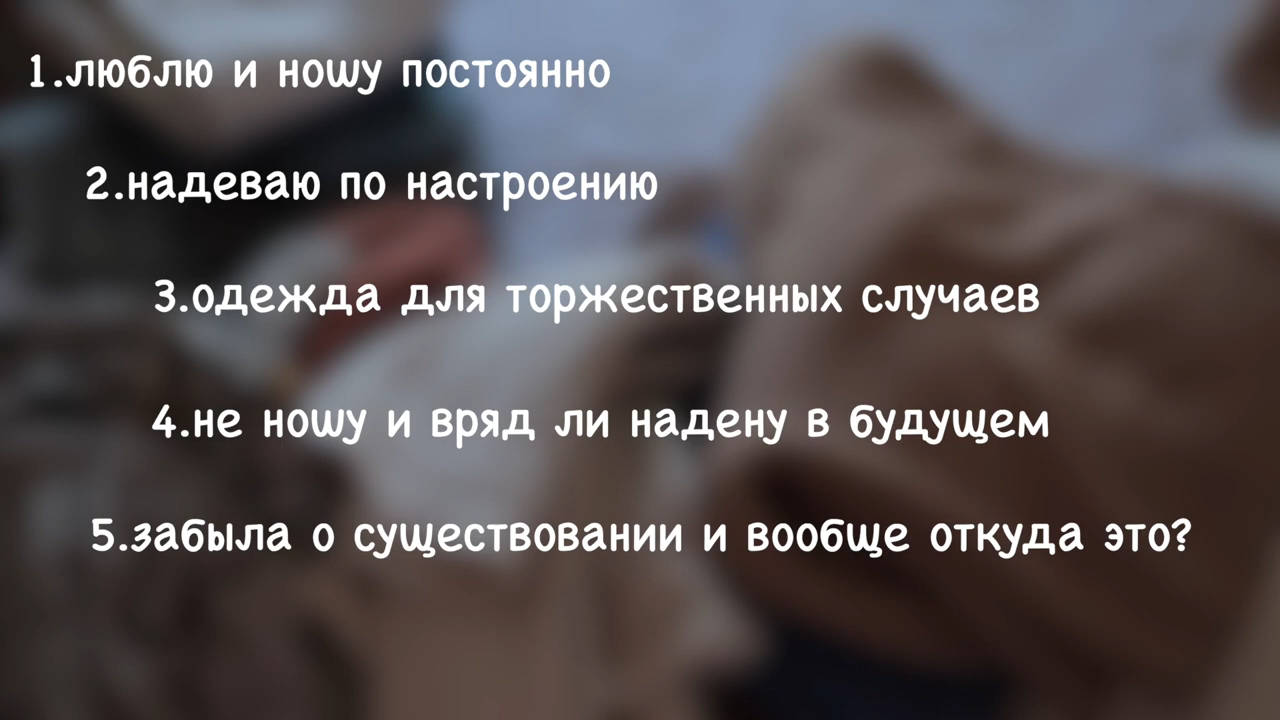 1.люблю и ношу постоянно
2.надеваю по настроению
3.одежда для торжественных случаев
4.не ношу и вряд ли надену в будущем
5.забыла о существовании и вообще откуда это?